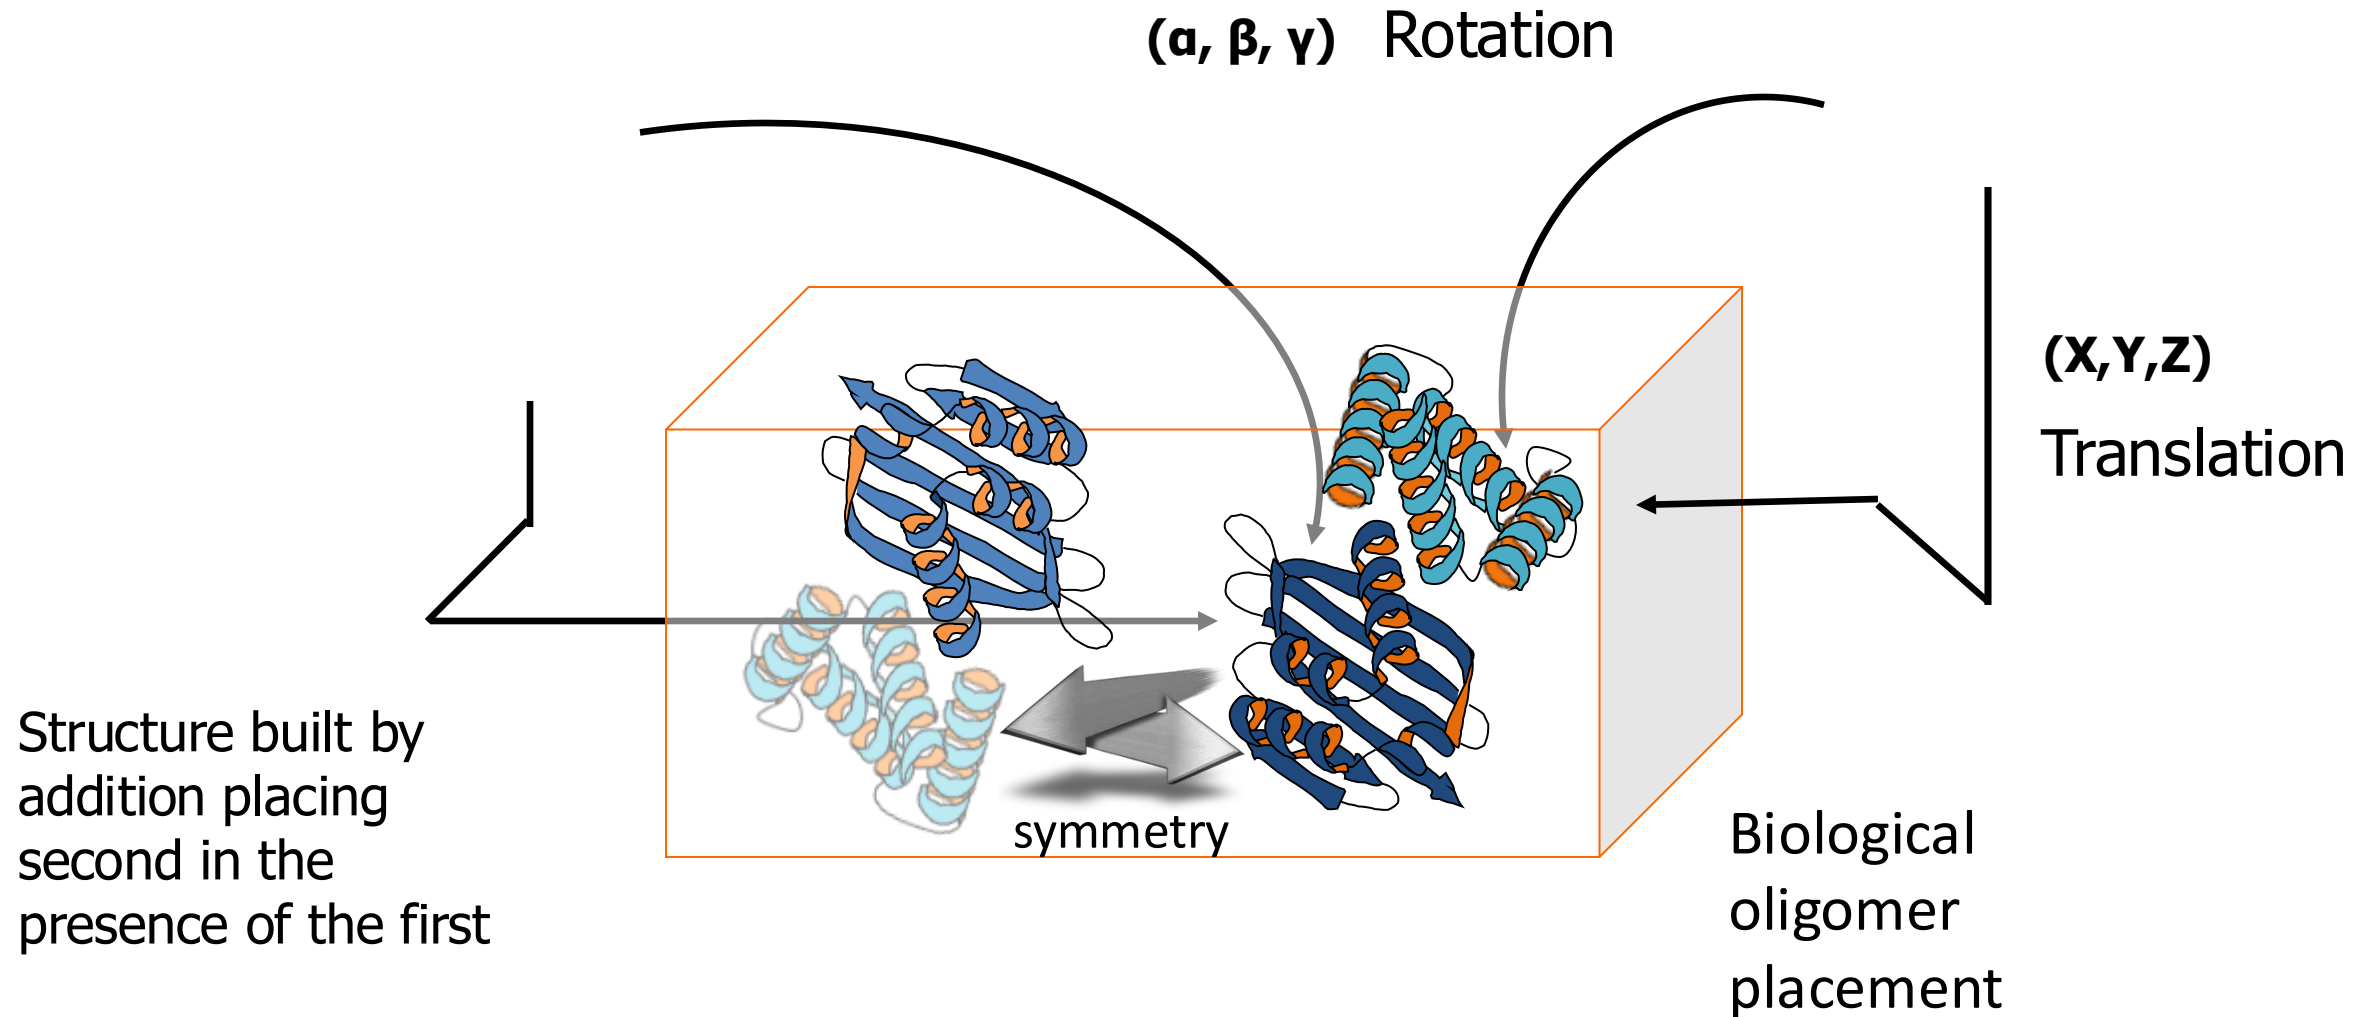 (α, β, γ) Rotation
(X,Y,Z)
Translation
Structure built by
addition placing
second in the
presence of the first
symmetry
Biological
oligomer
placement